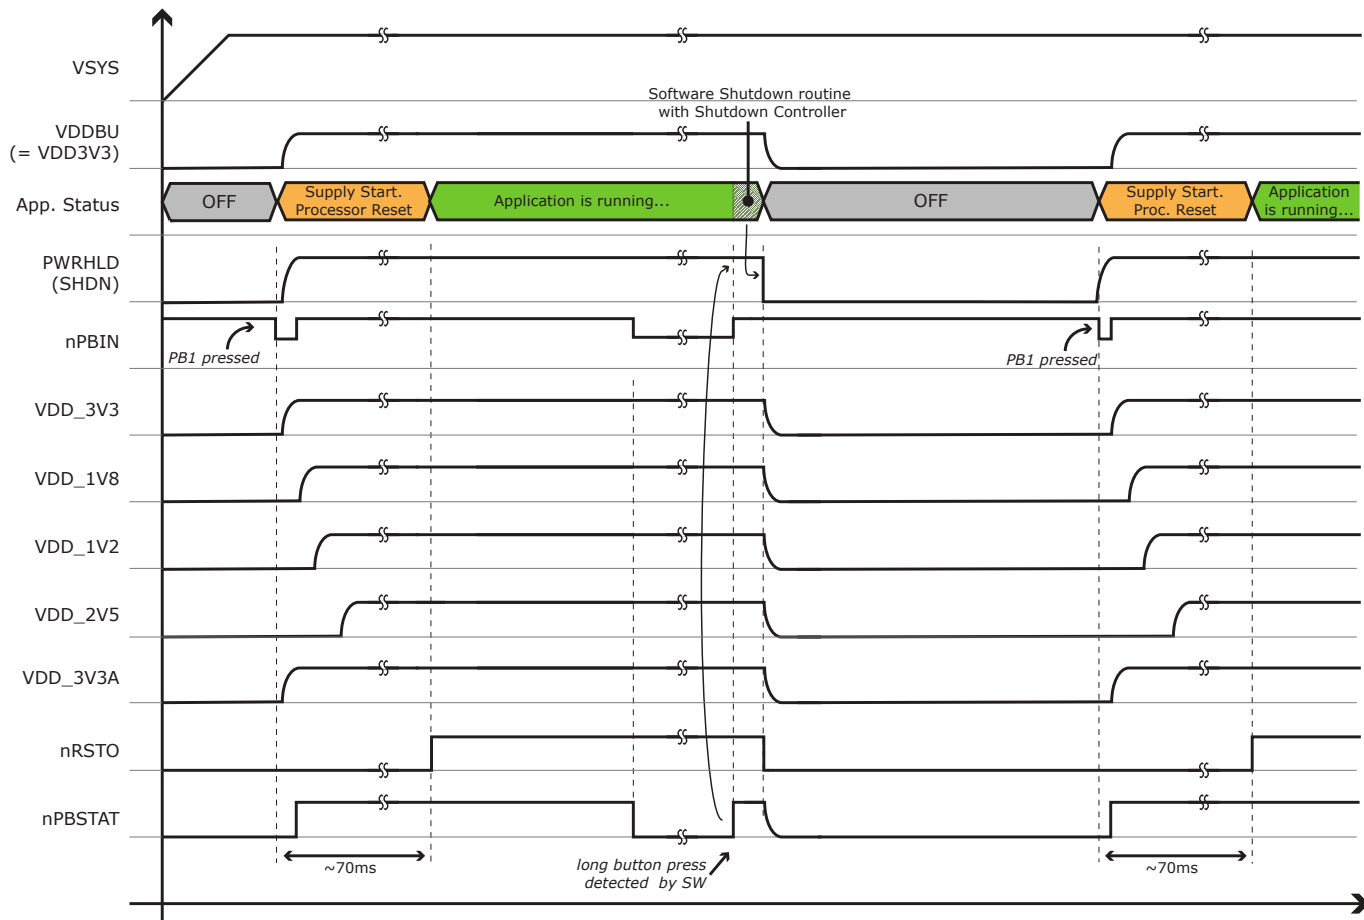 VSYS
Software Shutdown routine
with Shutdown Controller
VDDBU
(= VDD3V3)
App. Status
OFF
Supply Start.
Processor Reset
Application is running...
OFF
Supply Start.
Proc. Reset
Application
is running...
PWRHLD
(SHDN)
nPBIN
PB1 pressed
PB1 pressed
VDD_3V3
VDD_1V8
VDD_1V2
VDD_2V5
VDD_3V3A
nRSTO
nPBSTAT
~70ms
long button press
detected by SW
~70ms